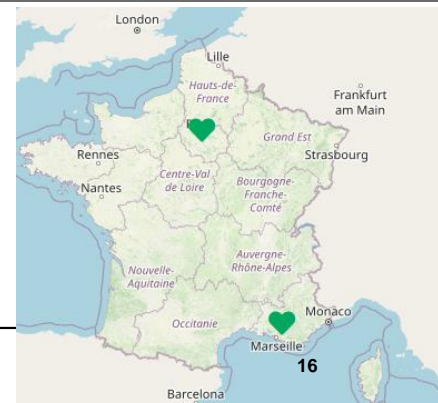 London
Lille
Hauts-de-
France
Frankfurt
am Main
Grand Est
Strasbourg
Rennes
Centre-Val
de Loire
Nantes
Bourgogne-
Franche-
Comté
Auvergne-
Rhône-Alpes
Nouvelle-
Aquitaine
Occitanie
Monaco
Marseille
16
Barcelona